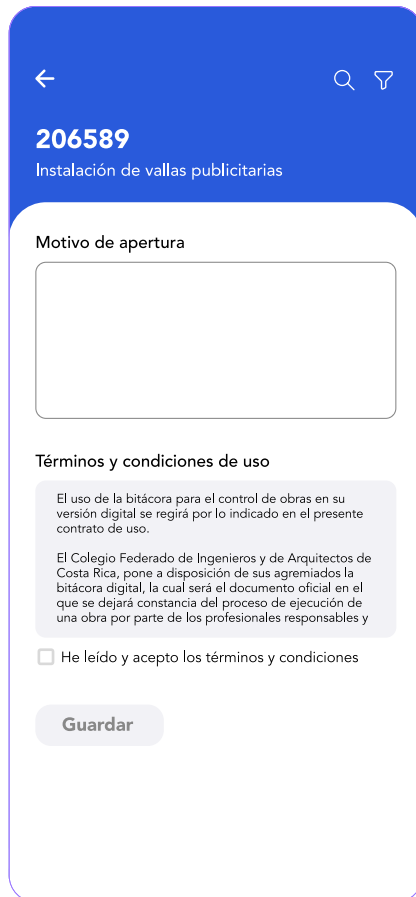 206589
Instalación de vallas publicitarias
Motivo de apertura
Términos y condiciones de uso
El uso de la bitácora para el control de obras en su
versión digital se regirá por lo indicado en el presente
contrato de uso.
El Colegio Federado de Ingenieros y de Arquitectos de
Costa Rica, pone a disposición de sus agremiados la
bitácora digital, la cual será el documento oficial en el
que se dejará constancia del proceso de ejecución de
una obra por parte de los profesionales responsables y
He leído y acepto los términos y condiciones
Guardar